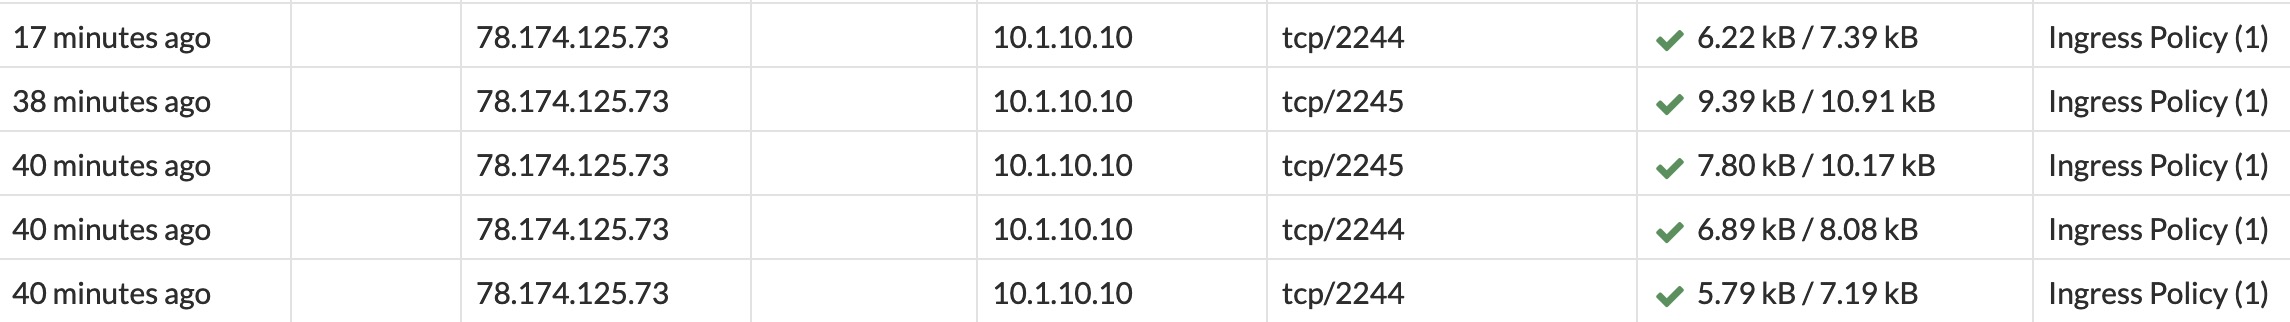 17 minutes ago 78.174.125.73 10.1.10.10 tcp/2244 6.22 kB / 7.39 kB Ingress Policy (1)
38 minutes ago 78.174.125.73 10.1.10.10 tcp/2245 9.39 kB / 10.91 kB Ingress Policy (1)
40 minutes ago 78.174.125.73 10.1.10.10 tcp/2245 7.80 kB / 10.17 kB Ingress Policy (1)
40 minutes ago 78.174.125.73 10.1.10.10 tcp/2244 6.89 kB / 8.08 kB Ingress Policy (1)
40 minutes ago 78.174.125.73 10.1.10.10 tcp/2244 5.79 kB / 7.19 kB Ingress Policy (1)